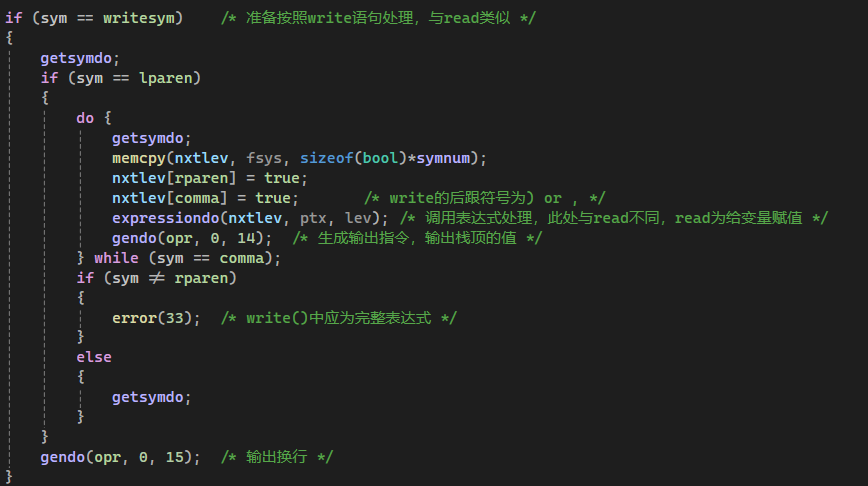 if (sym == writesym)    /* 准备按照write语句处理，与read类似 */
{
    getsymdo;
    if (sym == lparen)
    {
        do {
            getsymdo;
            memcpy(nxtlev, fsys, sizeof(bool)*symnum);
            nxtlev[rparen] = true;
            nxtlev[comma] = true;       /* write的后跟符号为) or , */
            expressiondo(nxtlev, ptx, lev); /* 调用表达式处理，此处与read不同，read为给变量赋值 */
            gendo(opr, 0, 14);  /* 生成输出指令，输出栈顶的值 */
        } while (sym == comma);
        if (sym ≠ rparen)
        {
            error(33);  /* write()中应为完整表达式 */
        }
        else
        {
            getsymdo;
        }
    }
    gendo(opr, 0, 15);  /* 输出换行 */
}